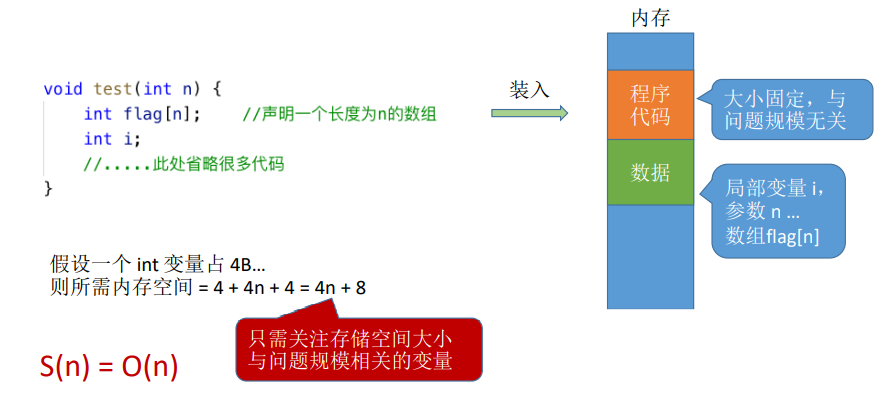 内存
void test(int n) {
int flag[n]; //声明一个长度为n的数组
int i;
//.....此处省略很多代码
}
装入
程序
代码
数据
大小固定，与
问题规模无关
局部变量 i，
参数 n ...
数组flag[n]
假设一个 int 变量占 4B...
则所需内存空间 = 4 + 4n + 4 = 4n + 8
只需关注存储空间大小
与问题规模相关的变量
S(n) = O(n)